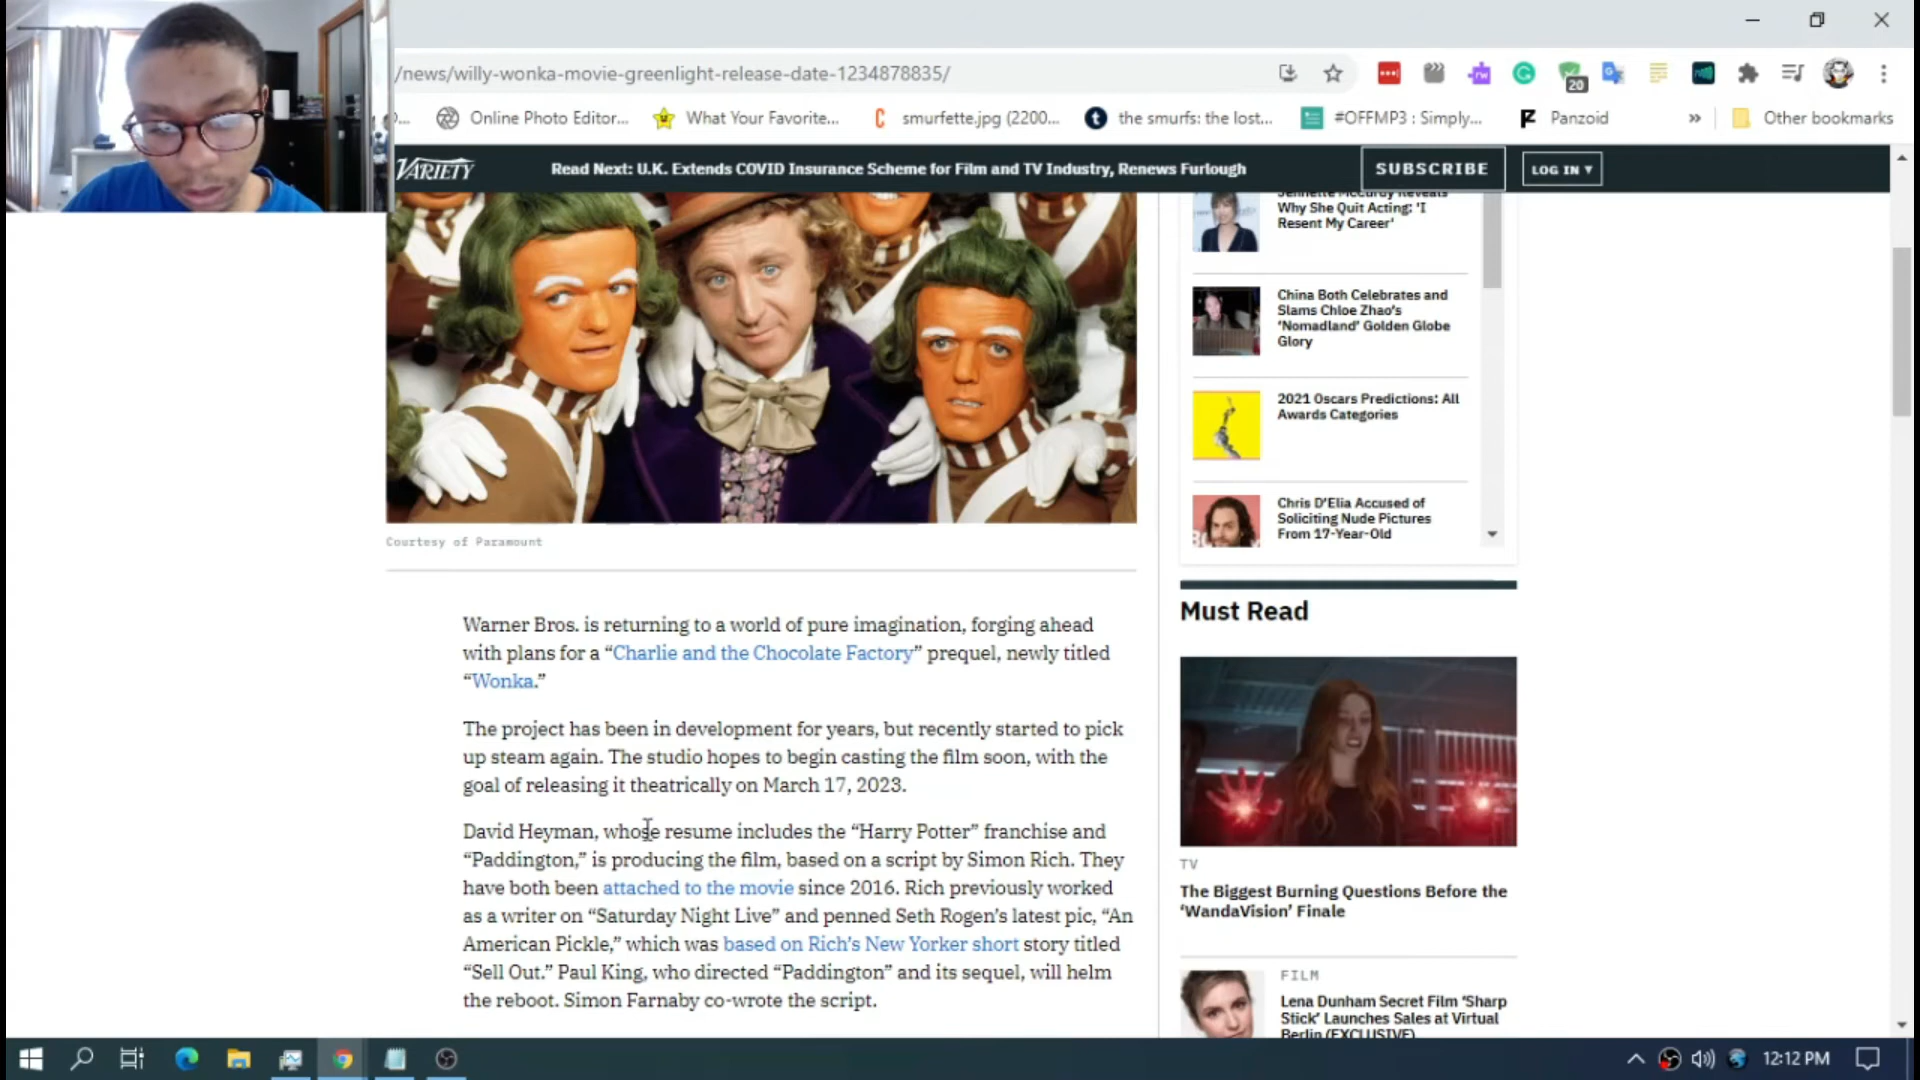 /news/willy-wonka-movie-greenlight-release-date-1234878835/
20
Online Photo Editor...
What Your Favorite...
smurfette.jpg (2200...
the smurfs: the lost...
#OFFMP3 : Simply...
Panzoid
»
Other bookmarks
VARIETY
Read Next: U.K. Extends COVID Insurance Scheme for Film and TV Industry, Renews Furlough
SUBSCRIBE
LOG IN
Jennette McCurdy Reveals
Why She Quit Acting: 'I
Resent My Career'
China Both Celebrates and
Slams Chloe Zhao's
'Nomadland' Golden Globe
Glory
2021 Oscars Predictions: All
Awards Categories
Chris D'Elia Accused of
Soliciting Nude Pictures
From 17-Year-Old
Courtesy of Paramount
Warner Bros. is returning to a world of pure imagination, forging ahead
with plans for a “Charlie and the Chocolate Factory” prequel, newly titled
“Wonka.”
The project has been in development for years, but recently started to pick
up steam again. The studio hopes to begin casting the film soon, with the
goal of releasing it theatrically on March 17, 2023.
David Heyman, whose resume includes the “Harry Potter” franchise and
“Paddington,” is producing the film, based on a script by Simon Rich. They
have both been attached to the movie since 2016. Rich previously worked
as a writer on “Saturday Night Live” and penned Seth Rogen’s latest pic, “An
American Pickle,” which was based on Rich’s New Yorker short story titled
“Sell Out.” Paul King, who directed “Paddington” and its sequel, will helm
the reboot. Simon Farnaby co-wrote the script.
Must Read
TV
The Biggest Burning Questions Before the
‘WandaVision’ Finale
FILM
Lena Dunham Secret Film ‘Sharp
Stick’ Launches Sales at Virtual
Berlin (EXCLUSIVE)
12:12 PM